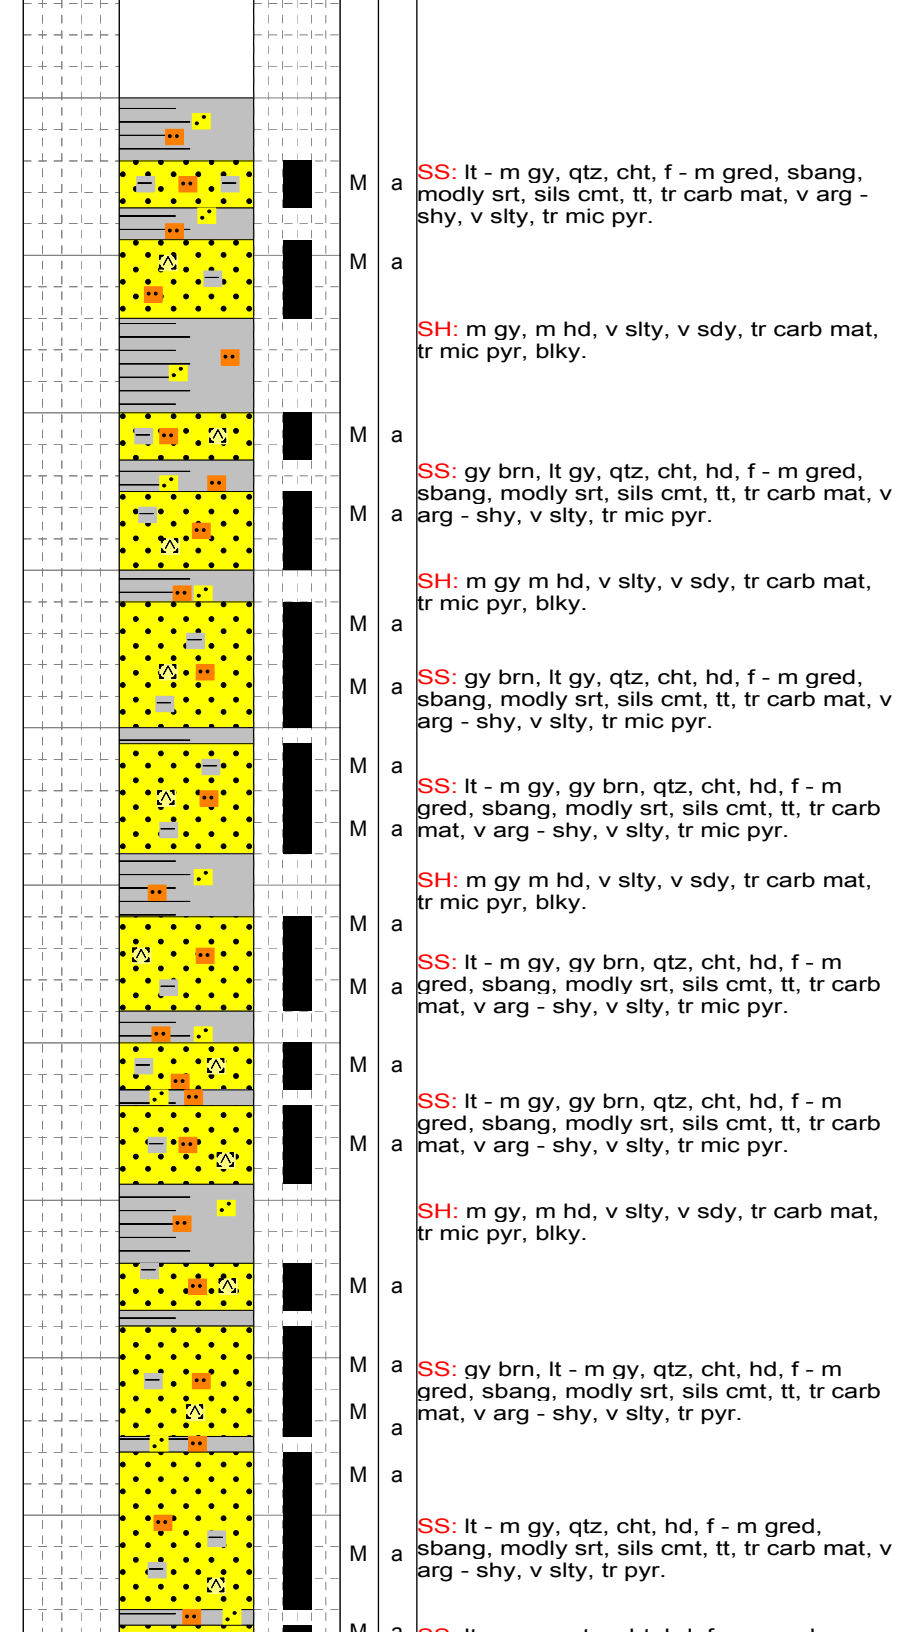 M a
SS: lt - m gy, qtz, cht, f - m gred, sbang,
modly srt, sils cmt, tt, tr carb mat, v arg -
shy, v slty, tr mic pyr.
M a
SH: m gy, m hd, v slty, v sdy, tr carb mat,
tr mic pyr, blky.
M a
SS: gy brn, lt gy, qtz, cht, hd, f - m gred,
sbang, modly srt, sils cmt, tt, tr carb mat, v
arg - shy, v slty, tr mic pyr.
M a
SH: m gy m hd, v slty, v sdy, tr carb mat,
tr mic pyr, blky.
M a
SS: gy brn, lt gy, qtz, cht, hd, f - m gred,
sbang, modly srt, sils cmt, tt, tr carb mat, v
arg - shy, v slty, tr mic pyr.
M a
M a
SS: lt - m gy, gy brn, qtz, cht, hd, f - m
gred, sbang, modly srt, sils cmt, tt, tr carb
mat, v arg - shy, v slty, tr mic pyr.
M a
SH: m gy m hd, v slty, v sdy, tr carb mat,
tr mic pyr, blky.
M a
SS: lt - m gy, gy brn, qtz, cht, hd, f - m
gred, sbang, modly srt, sils cmt, tt, tr carb
mat, v arg - shy, v slty, tr mic pyr.
M a
M a
SS: lt - m gy, gy brn, qtz, cht, hd, f - m
gred, sbang, modly srt, sils cmt, tt, tr carb
mat, v arg - shy, v slty, tr mic pyr.
M a
SH: m gy, m hd, v slty, v sdy, tr carb mat,
tr mic pyr, blky.
M a
M a
SS: gy brn, lt - m gy, qtz, cht, hd, f - m
gred, sbang, modly srt, sils cmt, tt, tr carb
mat, v arg - shy, v slty, tr pyr.
M a
M a
SS: lt - m gy, qtz, cht, hd, f - m gred,
sbang, modly srt, sils cmt, tt, tr carb mat, v
arg - shy, v slty, tr pyr.
M a
M a